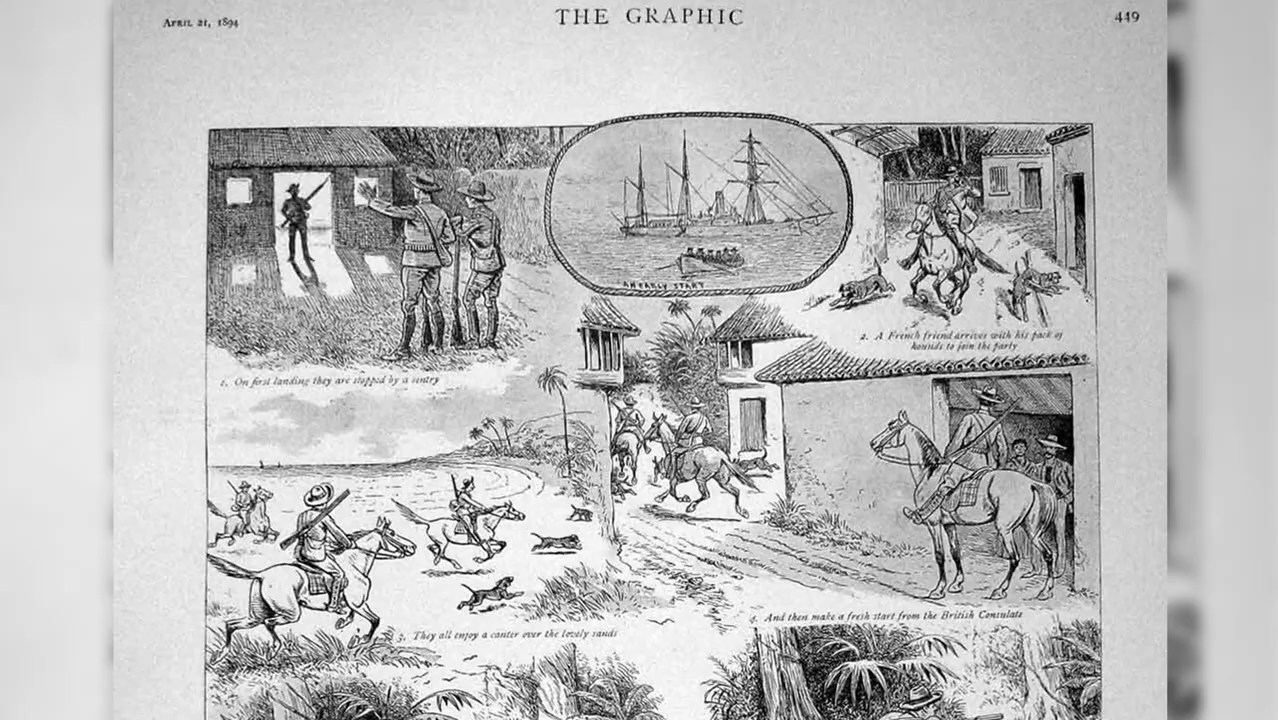 APRIL 21, 1894
THE GRAPHIC
449
AN EARLY START
1. On first landing they are stopped by a sentry
2. A French friend arrives with his pack of
hounds to join the party
3. They all enjoy a canter over the lovely sands
4. And then make a fresh start from the British Consulate